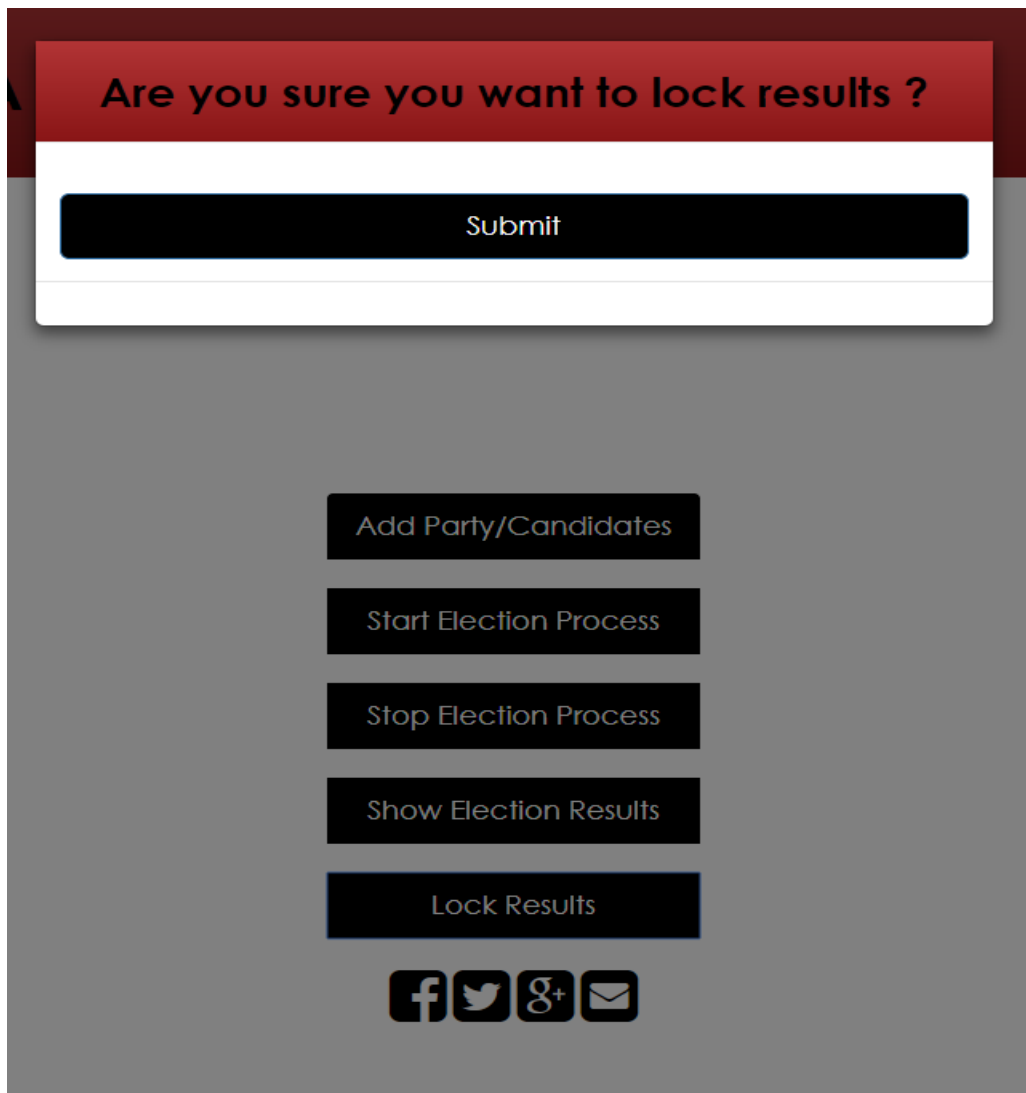 Are you sure you want to lock results ?
Submit
Add Party/Candidates
Start Election Process
Stop Election Process
Show Election Results
Lock Results